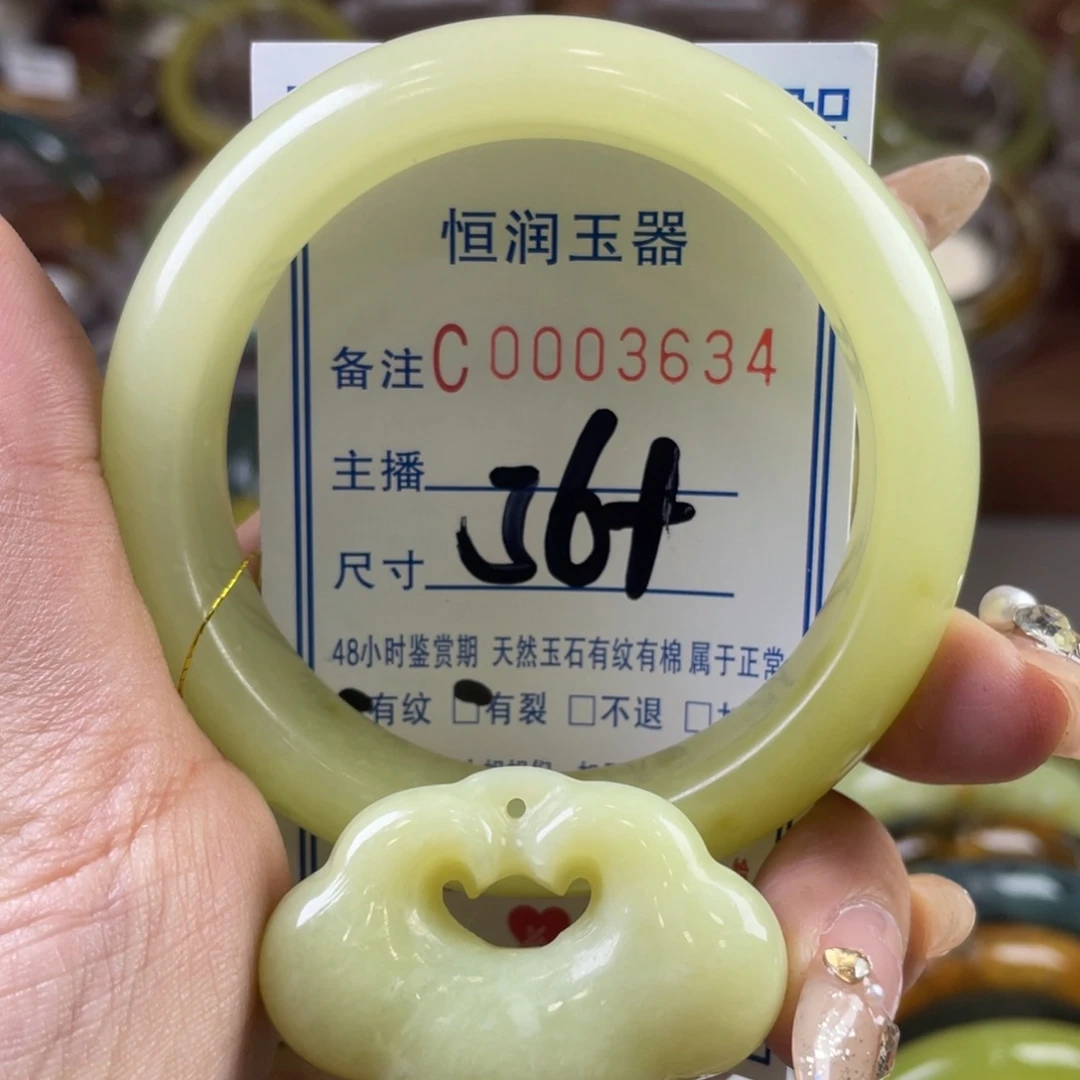 恒润玉器
备注C0003634
主播
J61
尺寸
48小时鉴赏期 天然玉石有纹有棉 属于正常
有纹 □有裂 □不退 □